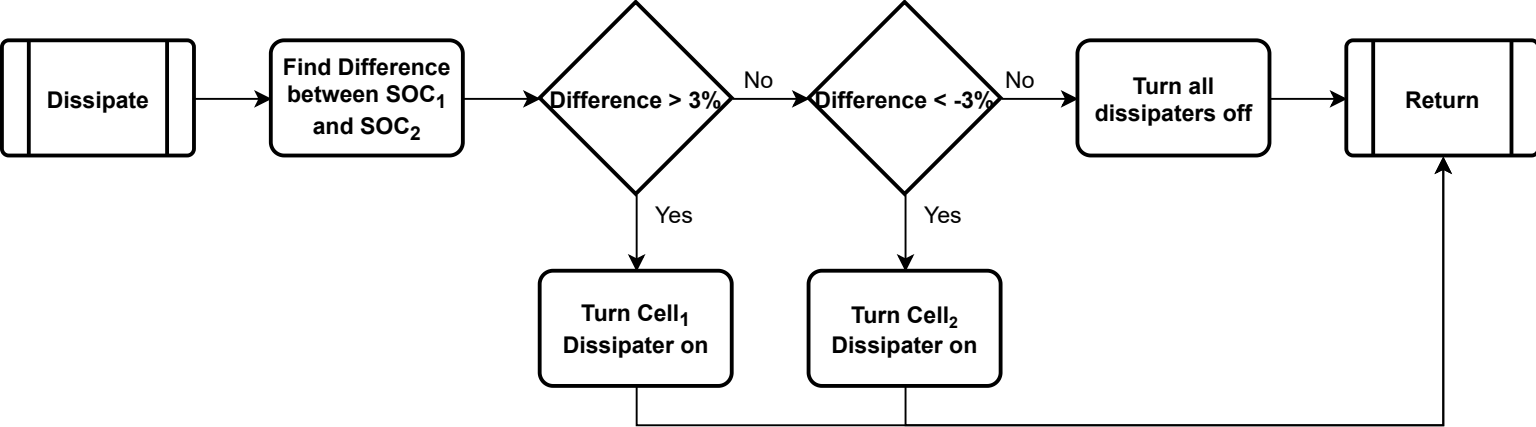 Dissipate
Find Difference
between SOC₁
and SOC₂
Difference > 3%
No
Difference < -3%
No
Turn all
dissipaters off
Return
Yes
Yes
Turn Cell₁
Dissipater on
Turn Cell₂
Dissipater on